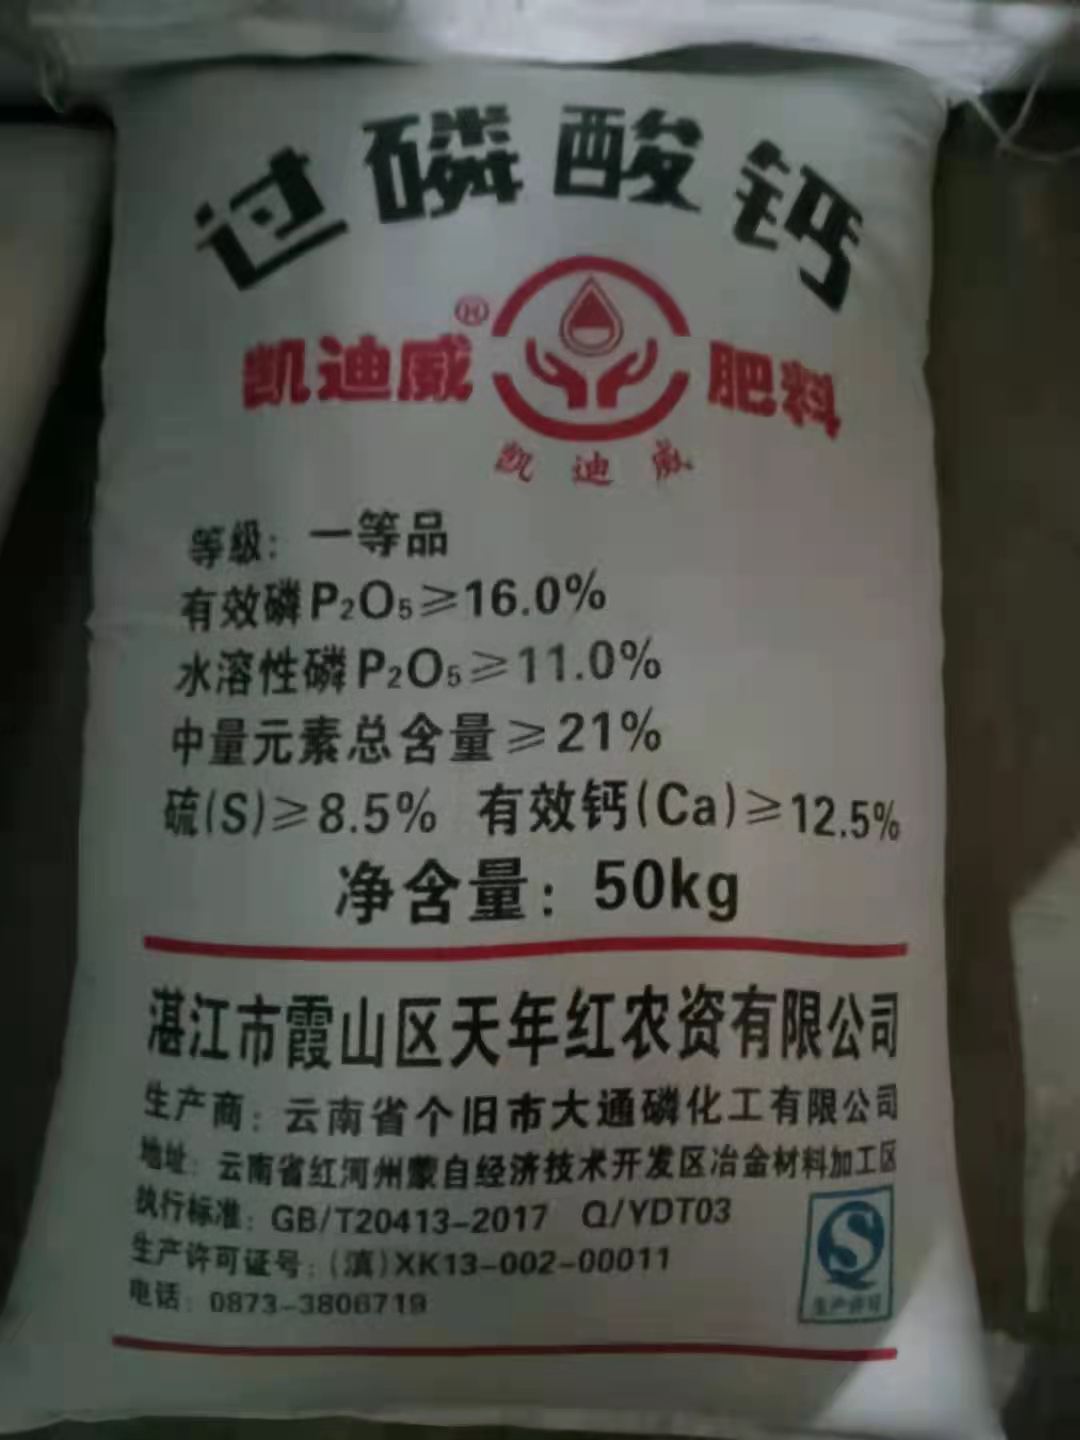 过磷酸钙
凯迪威® 肥料
凯迪威
等级：一等品
有效磷P₂O₅≥16.0%
水溶性磷P₂O₅≥11.0%
中量元素总含量≥21%
硫(S)≥8.5% 有效钙(Ca)≥12.5%
净含量：50kg
湛江市霞山区天年红农资有限公司
生产商：云南省个旧市大通磷化工有限公司
地址：云南省红河州蒙自经济技术开发区冶金材料加工区
执行标准：GB/T20413-2017 Q/YDT03
生产许可证号：(滇)XK13-002-00011
电话：0873-3806719
生产许可